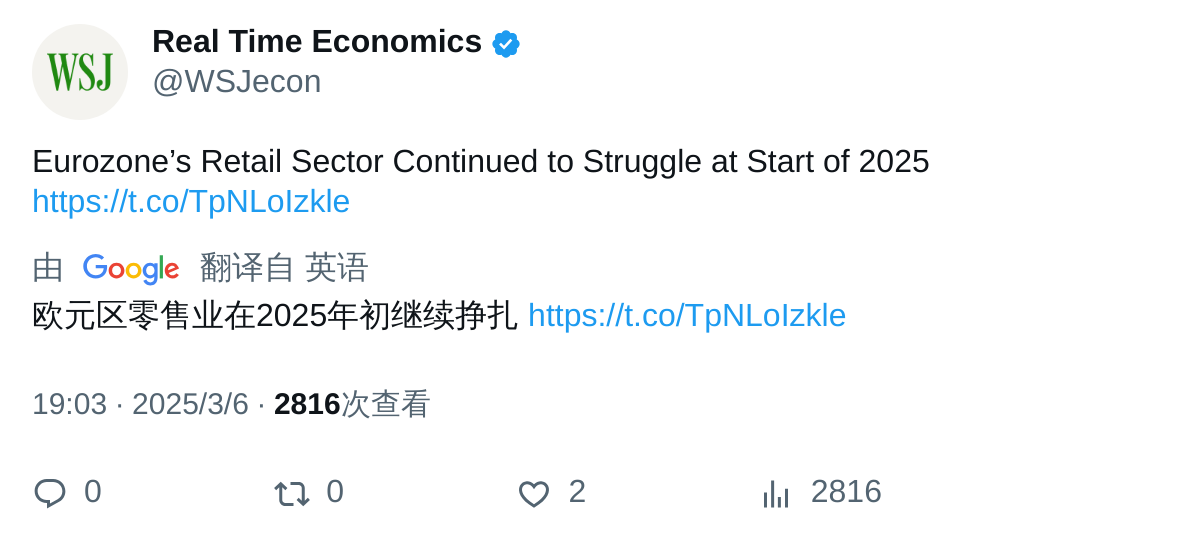 WSJ
Real Time Economics
@WSJecon
Eurozone’s Retail Sector Continued to Struggle at Start of 2025
https://t.co/TpNLoIzkle
由 Google 翻译自 英语
欧元区零售业在2025年初继续挣扎 https://t.co/TpNLoIzkle
19:03 · 2025/3/6 · 2816次查看
0 0 2 2816